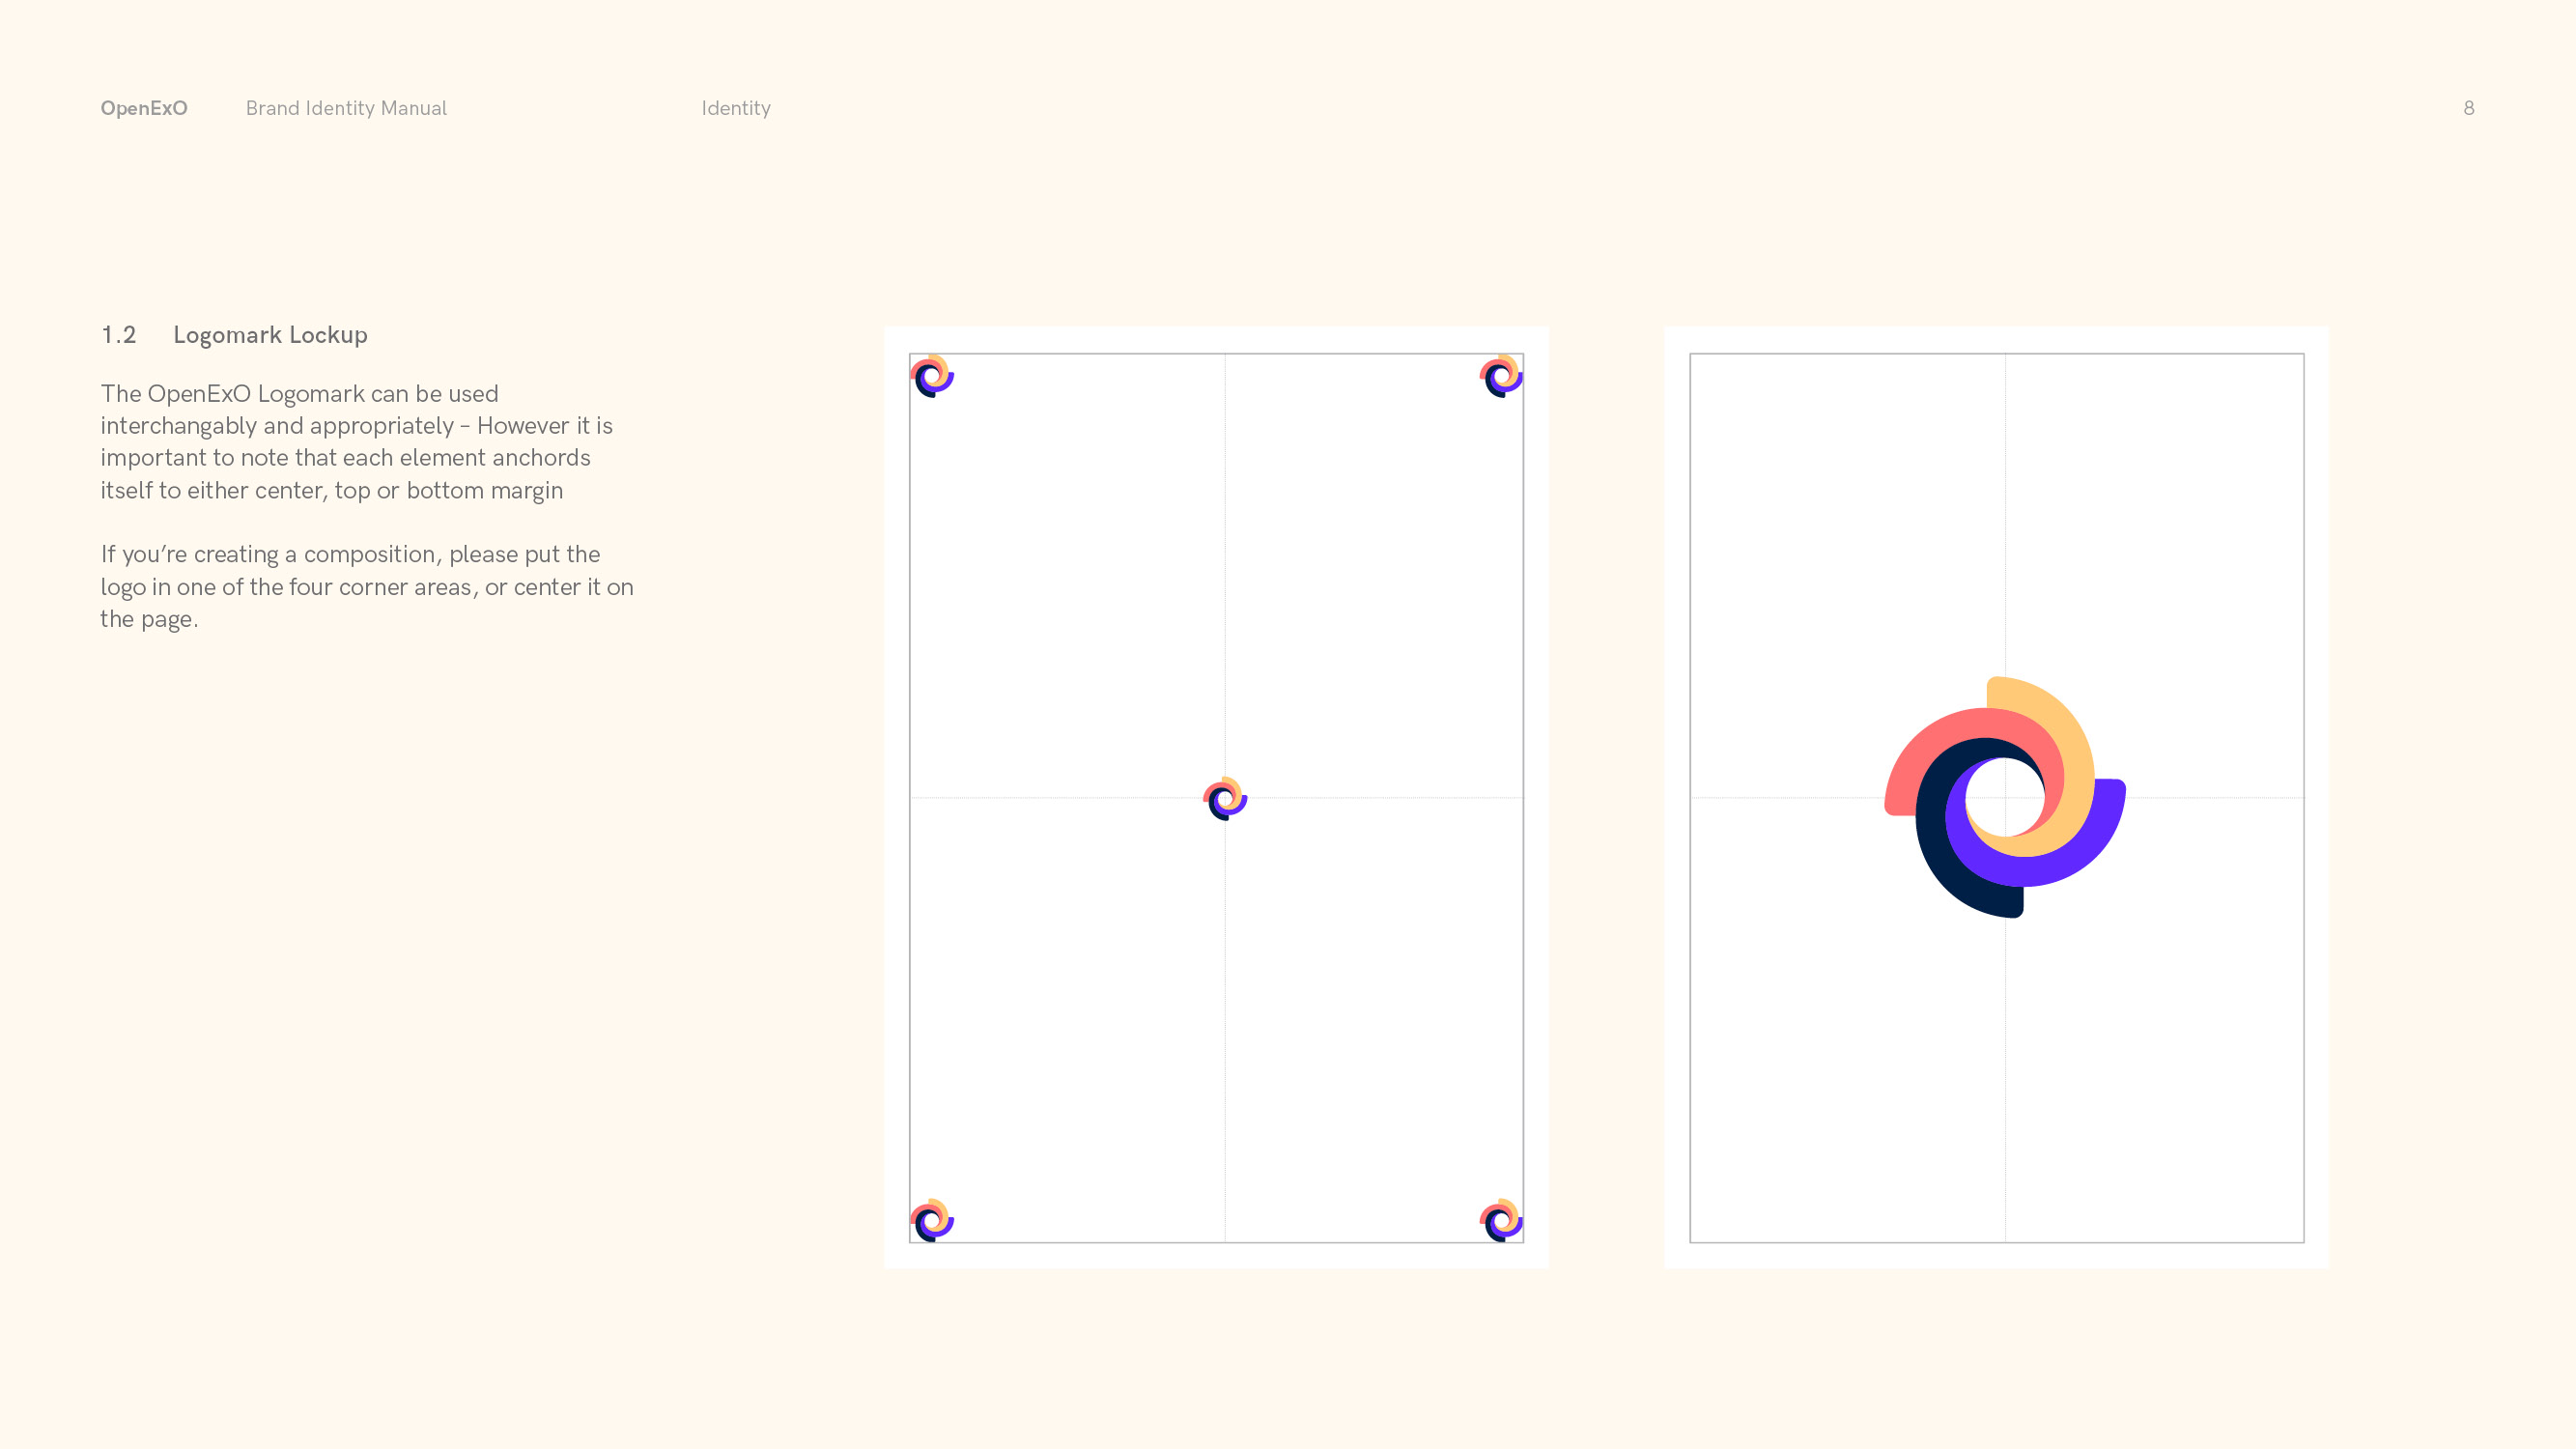 OpenExO Brand Identity Manual Identity 8
1.2 Logomark Lockup
The OpenExO Logomark can be used
interchangably and appropriately – However it is
important to note that each element anchords
itself to either center, top or bottom margin
If you’re creating a composition, please put the
logo in one of the four corner areas, or center it on
the page.